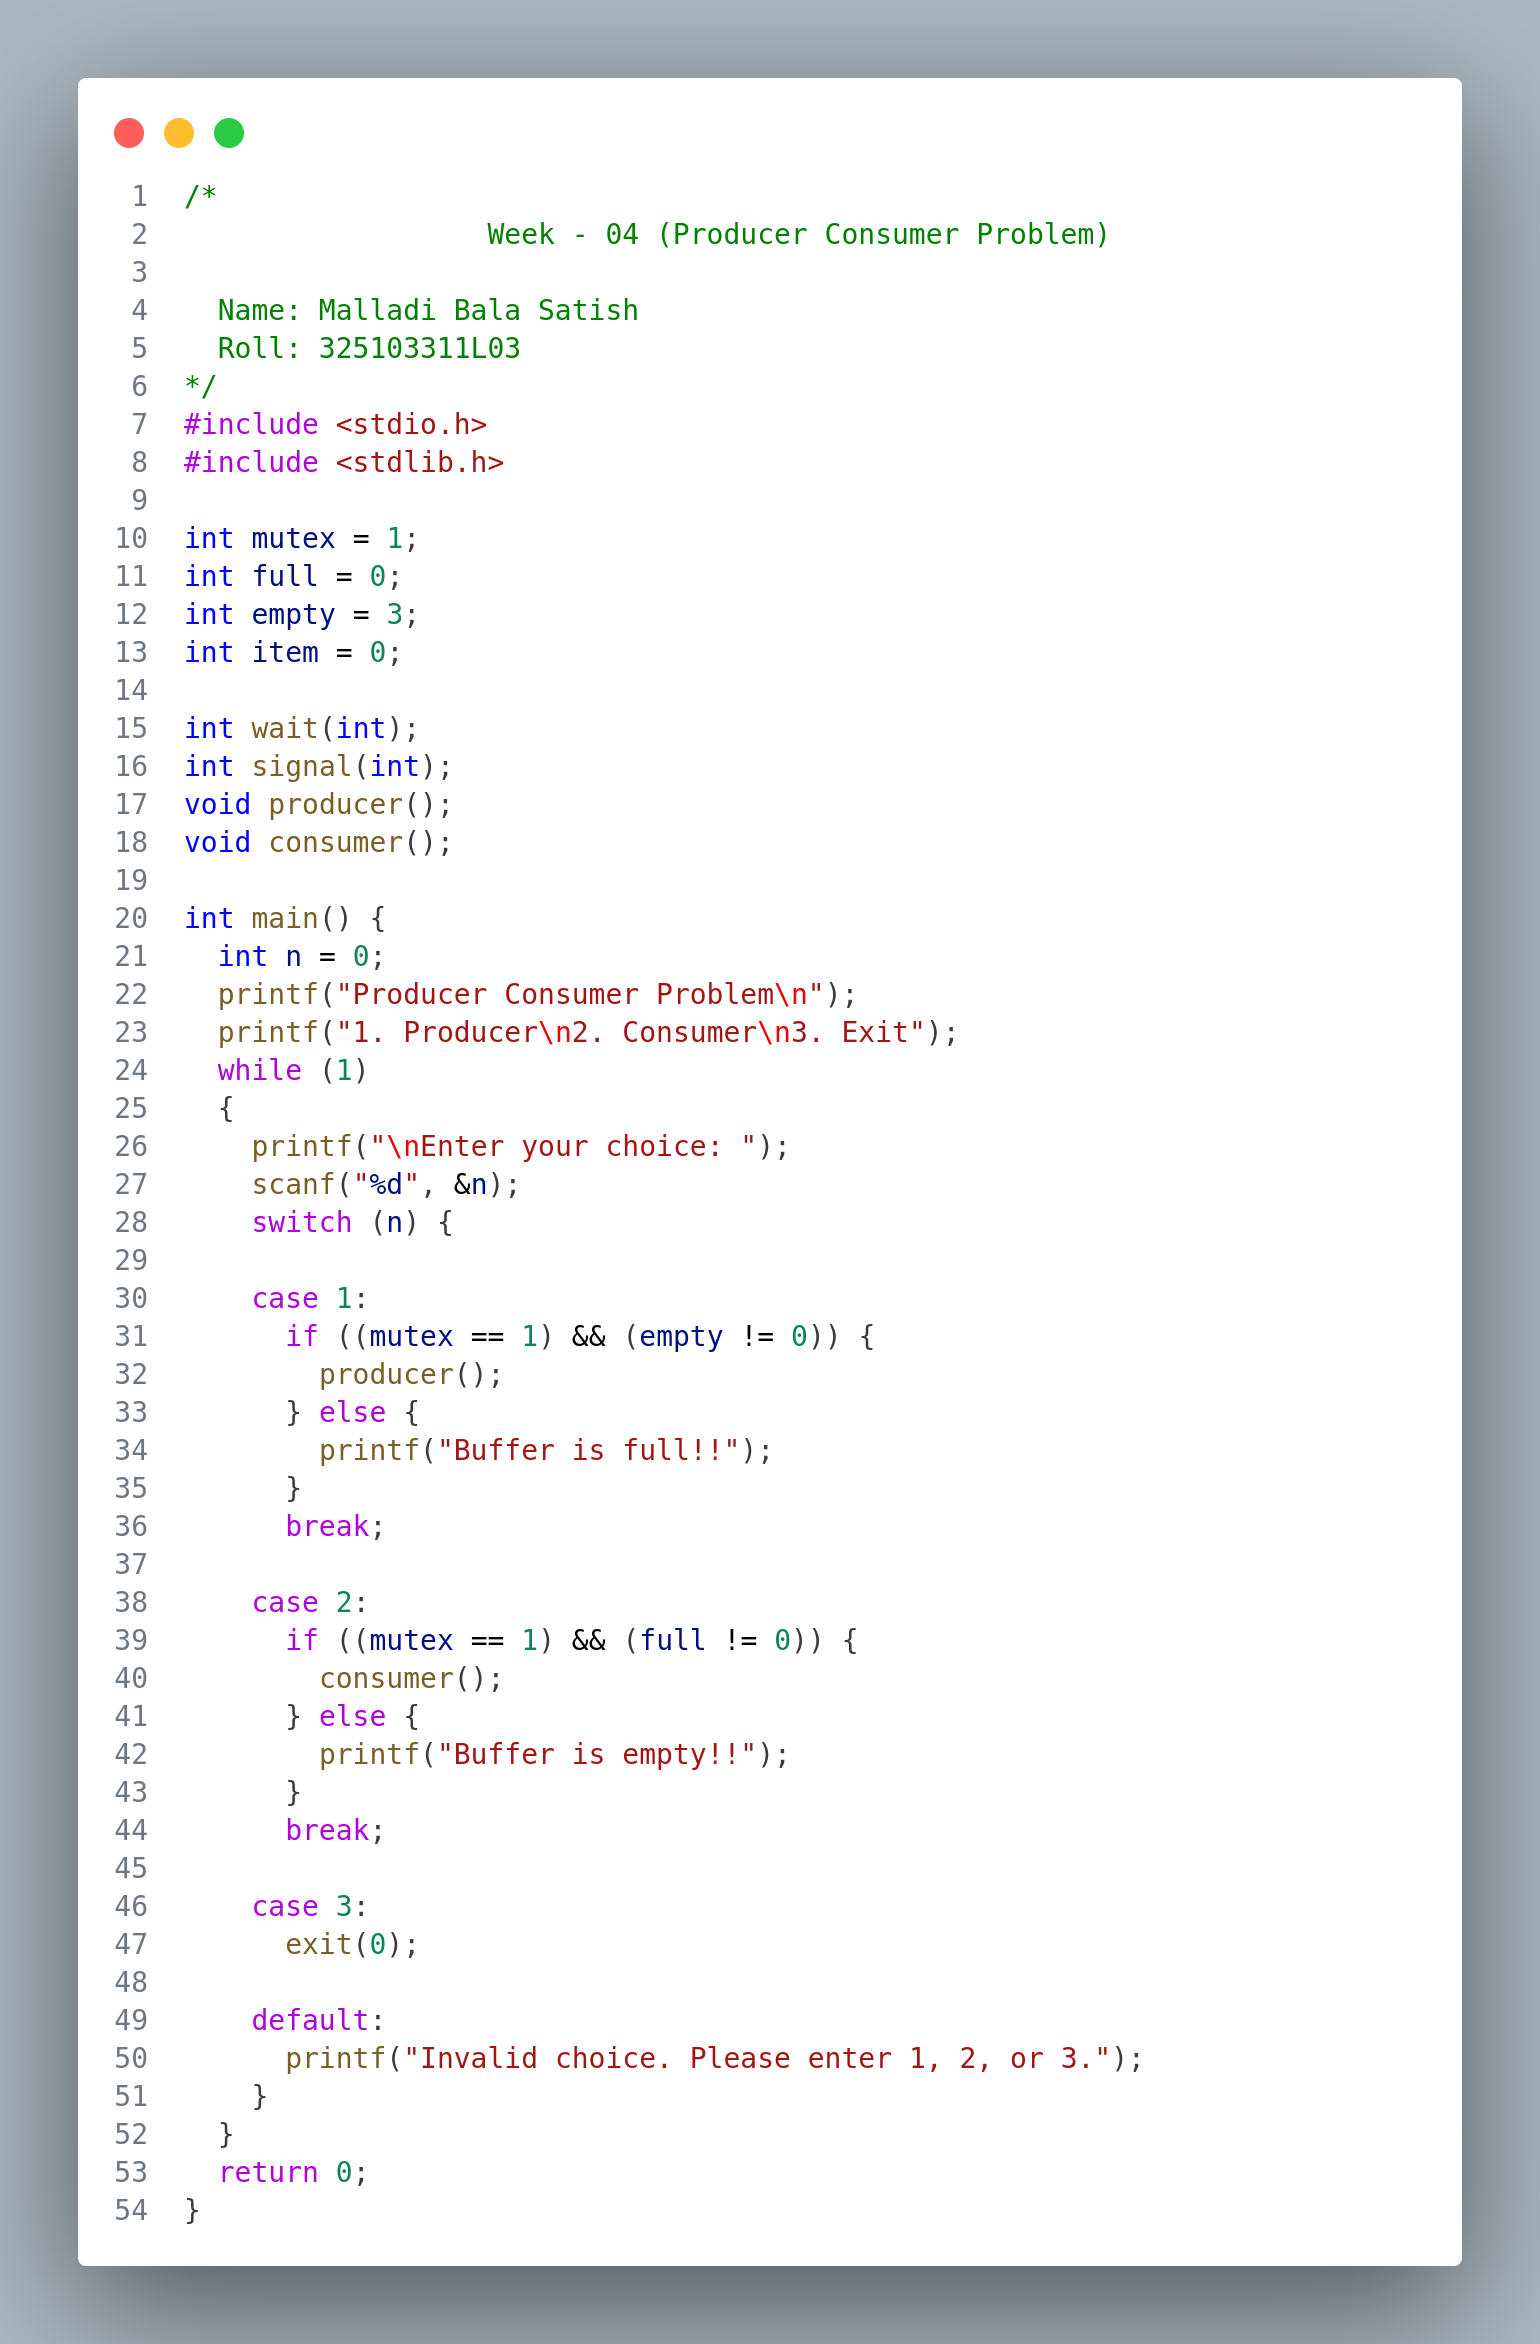 1 /*
2                   Week - 04 (Producer Consumer Problem)
3
4   Name: Malladi Bala Satish
5   Roll: 325103311L03
6 */
7 #include <stdio.h>
8 #include <stdlib.h>
9
10 int mutex = 1;
11 int full = 0;
12 int empty = 3;
13 int item = 0;
14
15 int wait(int);
16 int signal(int);
17 void producer();
18 void consumer();
19
20 int main() {
21   int n = 0;
22   printf("Producer Consumer Problem\n");
23   printf("1. Producer\n2. Consumer\n3. Exit");
24   while (1)
25   {
26     printf("\nEnter your choice: ");
27     scanf("%d", &n);
28     switch (n) {
29
30     case 1:
31       if ((mutex == 1) && (empty != 0)) {
32         producer();
33       } else {
34         printf("Buffer is full!!");
35       }
36       break;
37
38     case 2:
39       if ((mutex == 1) && (full != 0)) {
40         consumer();
41       } else {
42         printf("Buffer is empty!!");
43       }
44       break;
45
46     case 3:
47       exit(0);
48
49     default:
50       printf("Invalid choice. Please enter 1, 2, or 3.");
51     }
52   }
53   return 0;
54 }